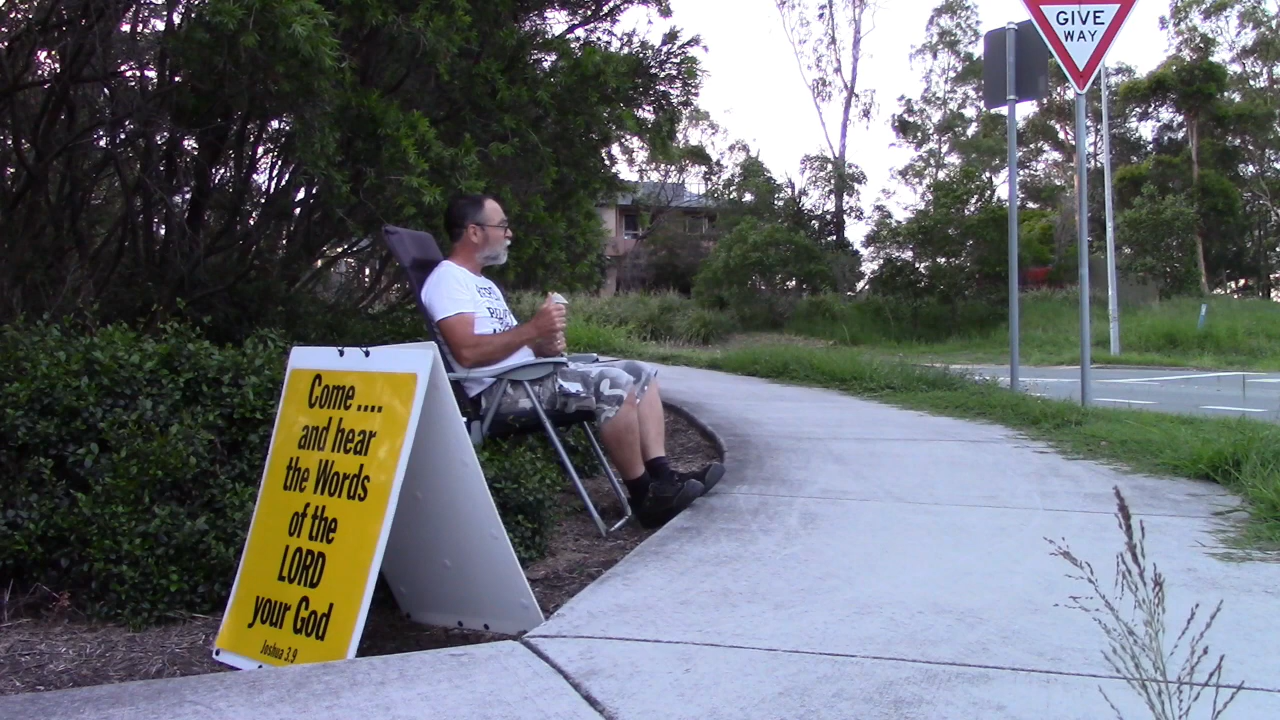 GIVE
WAY
Come....
and hear
the Words
of the
LORD
your God
Joshua 3.9